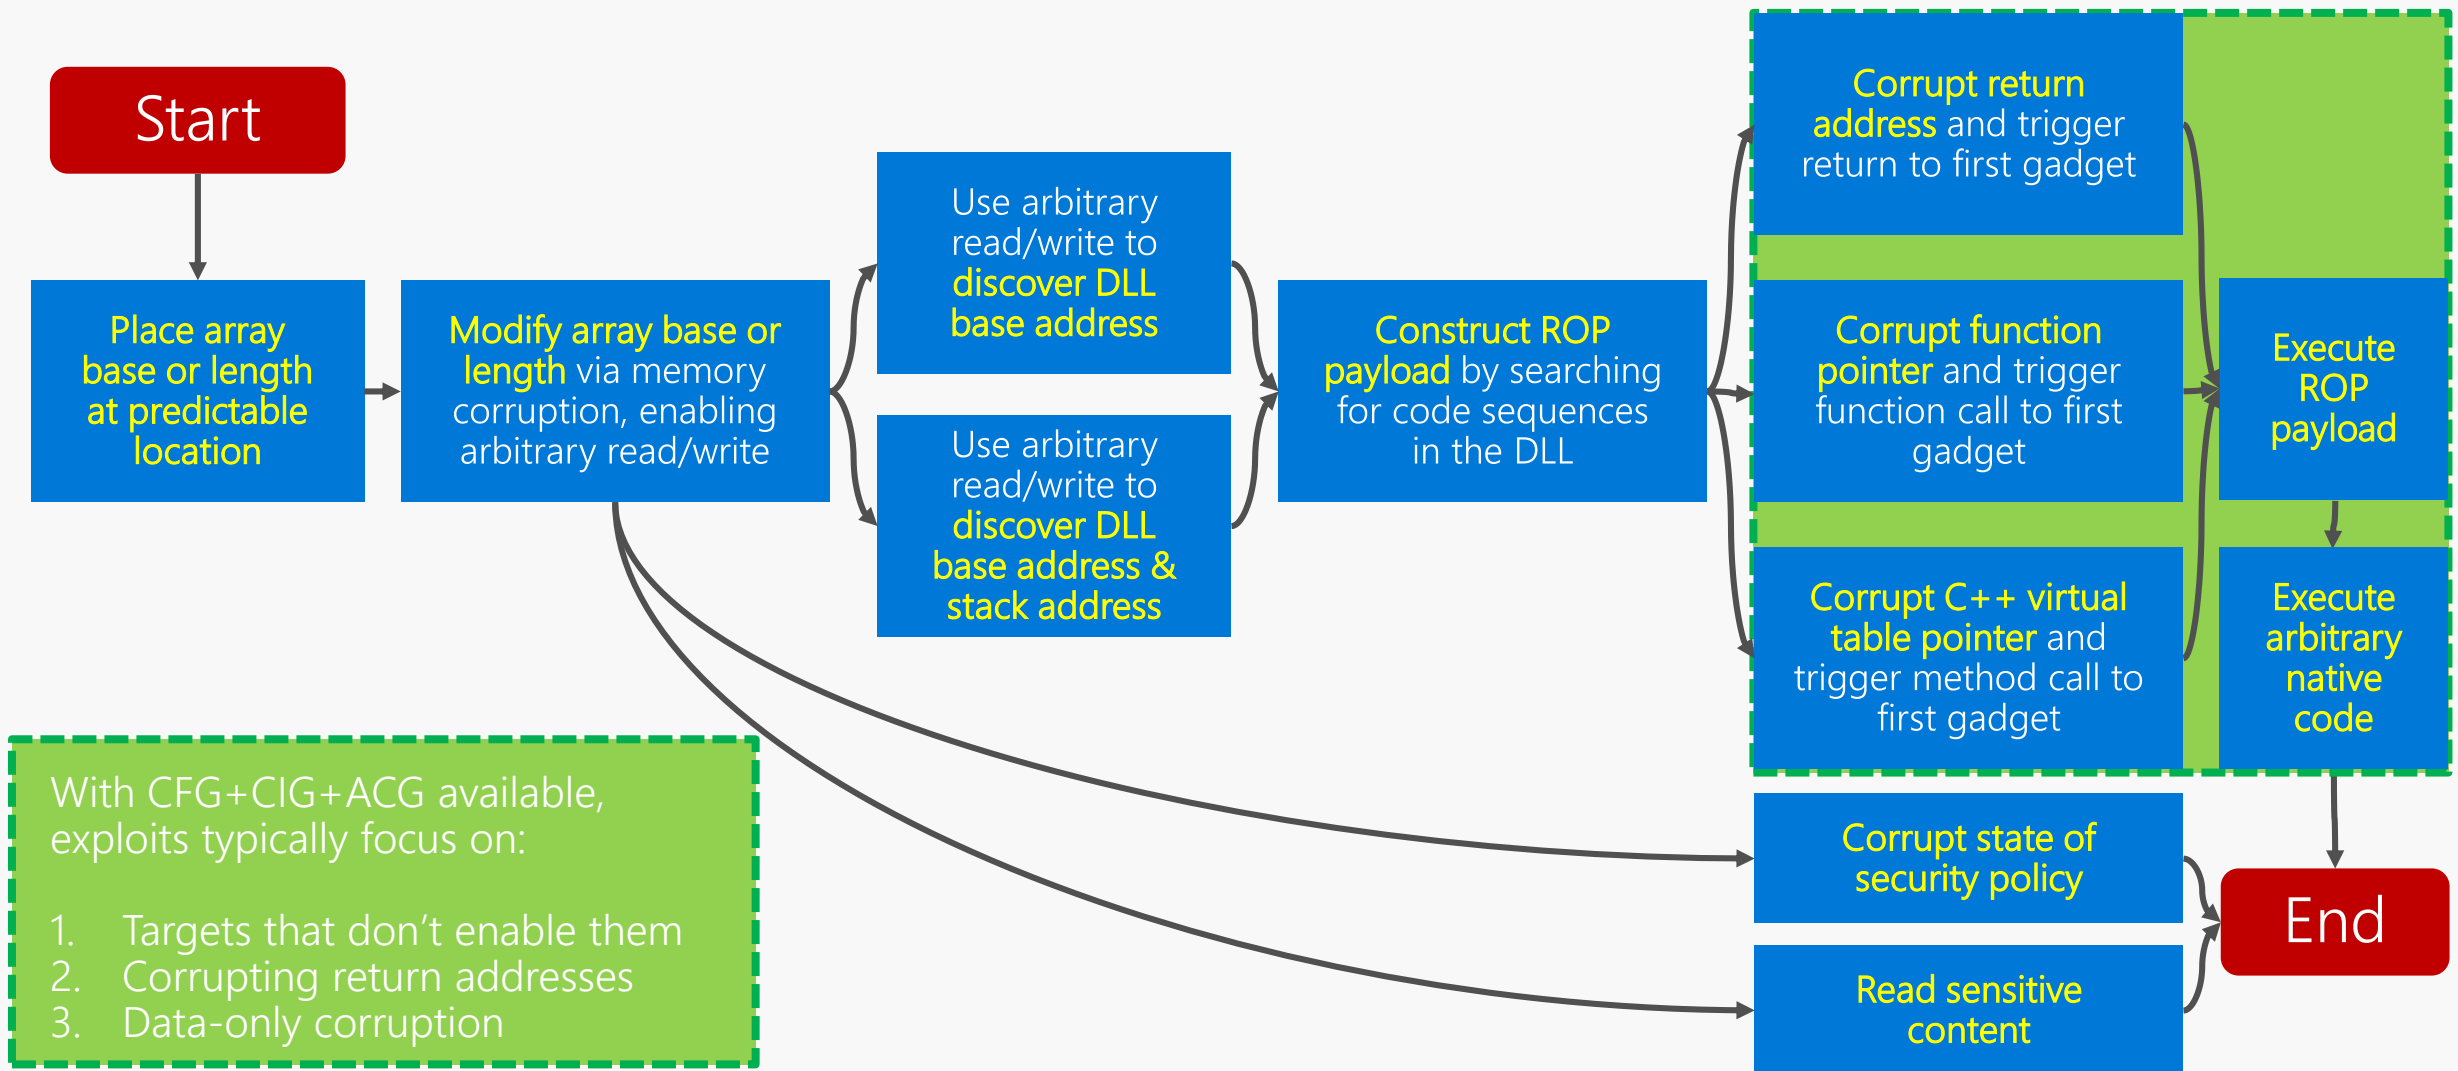 Start
Place array
base or length
at predictable
location
Modify array base or
length via memory
corruption, enabling
arbitrary read/write
Use arbitrary
read/write to
discover DLL
base address
Use arbitrary
read/write to
discover DLL
base address &
stack address
Construct ROP
payload by searching
for code sequences
in the DLL
Corrupt return
address and trigger
return to first gadget
Corrupt function
pointer and trigger
function call to first
gadget
Corrupt C++ virtual
table pointer and
trigger method call to
first gadget
Execute
ROP
payload
Execute
arbitrary
native
code
Corrupt state of
security policy
Read sensitive
content
End
With CFG+CIG+ACG available,
exploits typically focus on:
1. Targets that don’t enable them
2. Corrupting return addresses
3. Data-only corruption